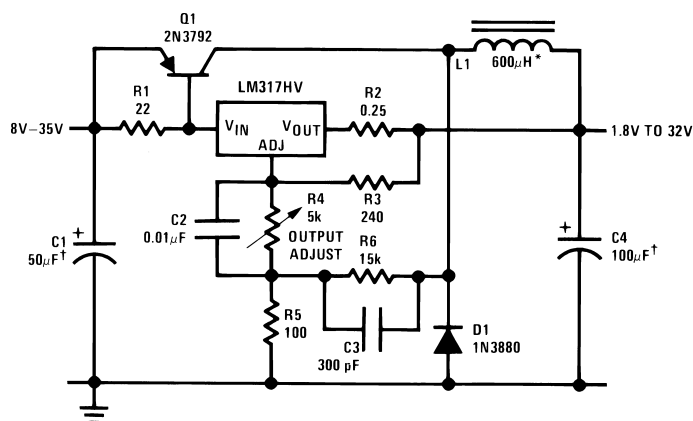 Q1
2N3792
L1
600μH*
R1
22
LM317HV
R2
0.25
8V–35V
VIN
VOUT
ADJ
1.8V TO 32V
R4
5k
R3
240
C2
0.01μF
OUTPUT
ADJUST
R6
15k
C1
50μF†
C4
100μF†
R5
100
C3
300 pF
D1
1N3880
+
+